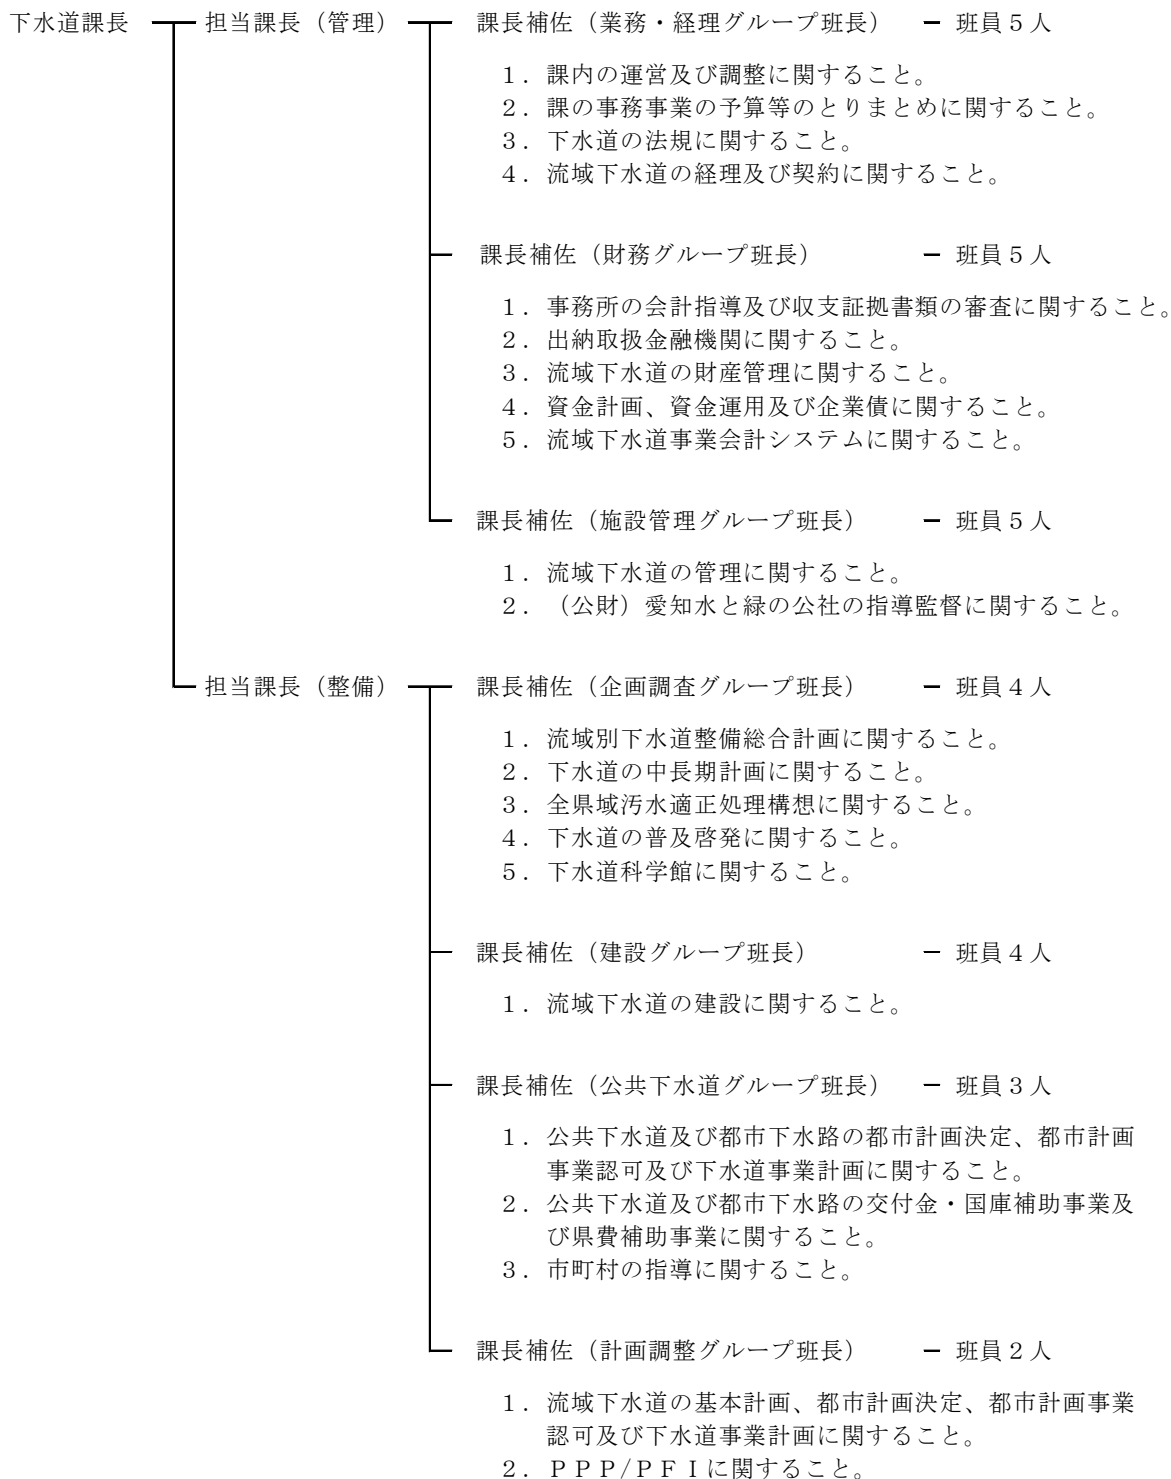 下水道課長 担当課長（管理） 課長補佐（業務・経理グループ班長） － 班員５人
１．課内の運営及び調整に関すること。
２．課の事務事業の予算等のとりまとめに関すること。
３．下水道の法規に関すること。
４．流域下水道の経理及び契約に関すること。
課長補佐（財務グループ班長） － 班員５人
１．事務所の会計指導及び収支証拠書類の審査に関すること。
２．出納取扱金融機関に関すること。
３．流域下水道の財産管理に関すること。
４．資金計画、資金運用及び企業債に関すること。
５．流域下水道事業会計システムに関すること。
課長補佐（施設管理グループ班長） － 班員５人
１．流域下水道の管理に関すること。
２．（公財）愛知水と緑の公社の指導監督に関すること。
担当課長（整備） 課長補佐（企画調査グループ班長） － 班員４人
１．流域別下水道整備総合計画に関すること。
２．下水道の中長期計画に関すること。
３．全県域汚水適正処理構想に関すること。
４．下水道の普及啓発に関すること。
５．下水道科学館に関すること。
課長補佐（建設グループ班長） － 班員４人
１．流域下水道の建設に関すること。
課長補佐（公共下水道グループ班長） － 班員３人
１．公共下水道及び都市下水路の都市計画決定、都市計画
事業認可及び下水道事業計画に関すること。
２．公共下水道及び都市下水路の交付金・国庫補助事業及
び県費補助事業に関すること。
３．市町村の指導に関すること。
課長補佐（計画調整グループ班長） － 班員２人
１．流域下水道の基本計画、都市計画決定、都市計画事業
認可及び下水道事業計画に関すること。
２．ＰＰＰ/ＰＦＩに関すること。